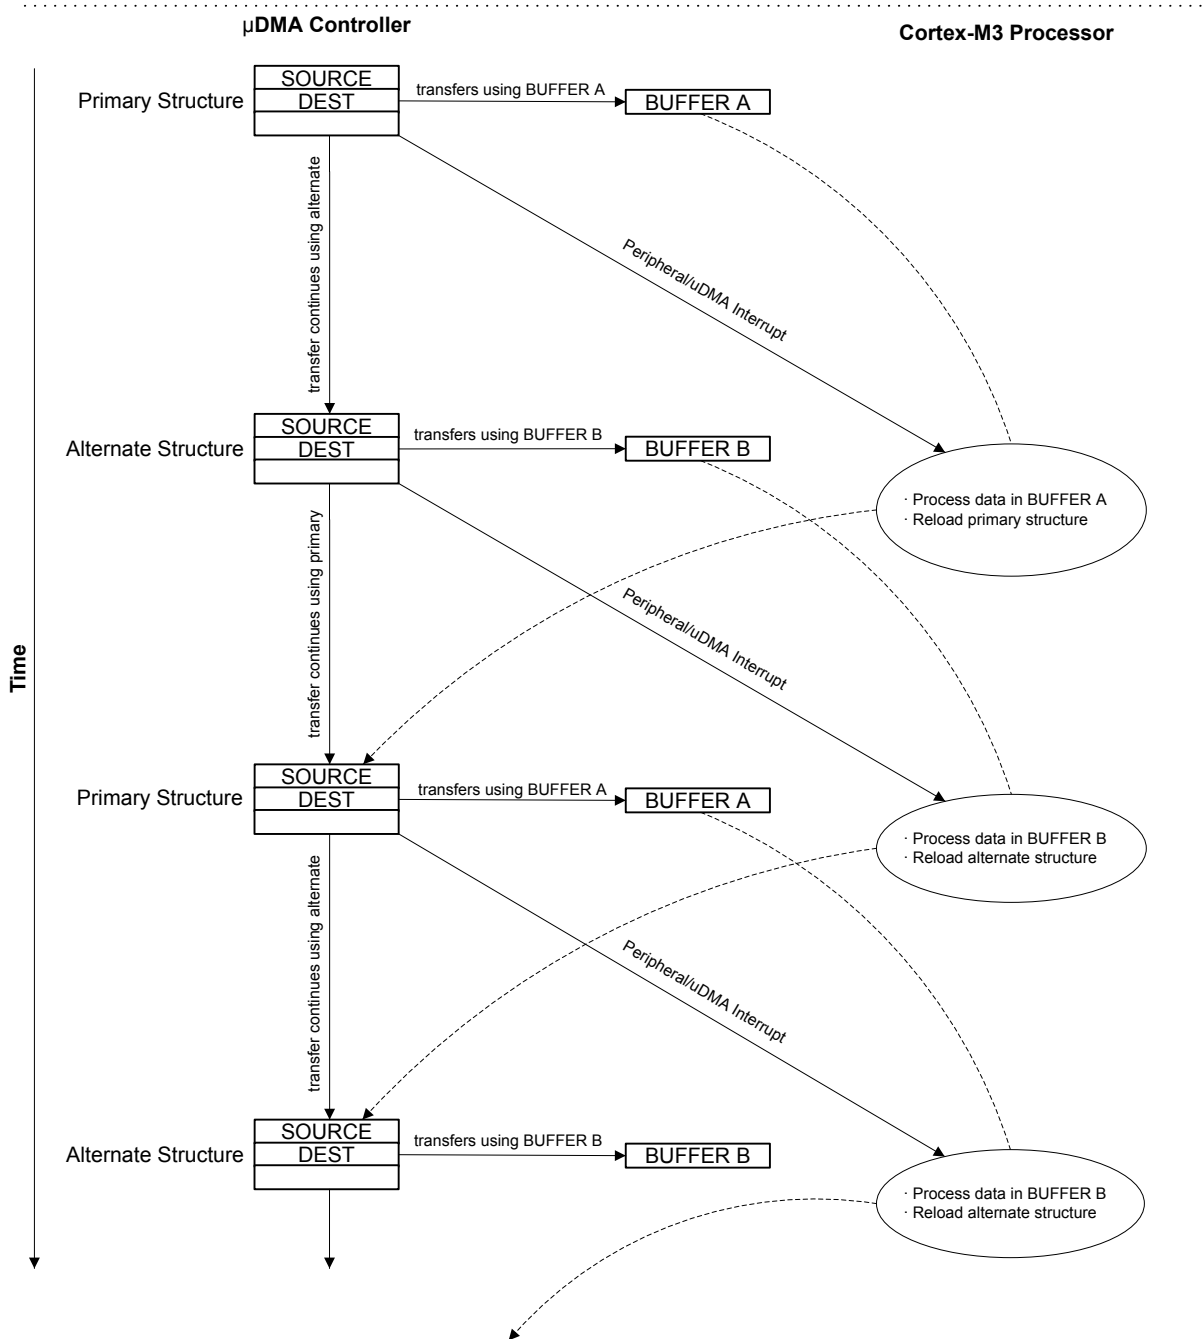 µDMA Controller
Cortex-M3 Processor
SOURCE
Primary Structure
DEST
transfers using BUFFER A
BUFFER A
transfer continues using alternate
Peripheral/uDMA Interrupt
SOURCE
Alternate Structure
DEST
transfers using BUFFER B
BUFFER B
· Process data in BUFFER A
· Reload primary structure
transfer continues using primary
Peripheral/uDMA Interrupt
Time
SOURCE
Primary Structure
DEST
transfers using BUFFER A
BUFFER A
· Process data in BUFFER B
· Reload alternate structure
transfer continues using alternate
Peripheral/uDMA Interrupt
SOURCE
Alternate Structure
DEST
transfers using BUFFER B
BUFFER B
· Process data in BUFFER B
· Reload alternate structure